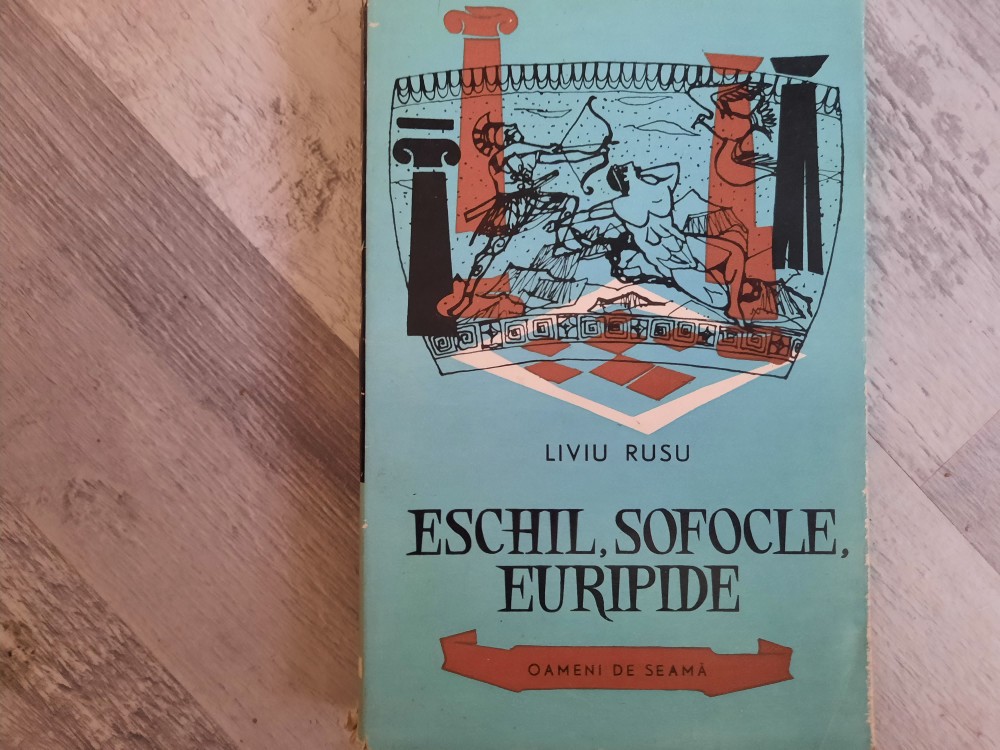 LIVIU RUSU
ESCHIL, SOFOCLE,
EURIPIDE
OAMENI DE SEAMĂ